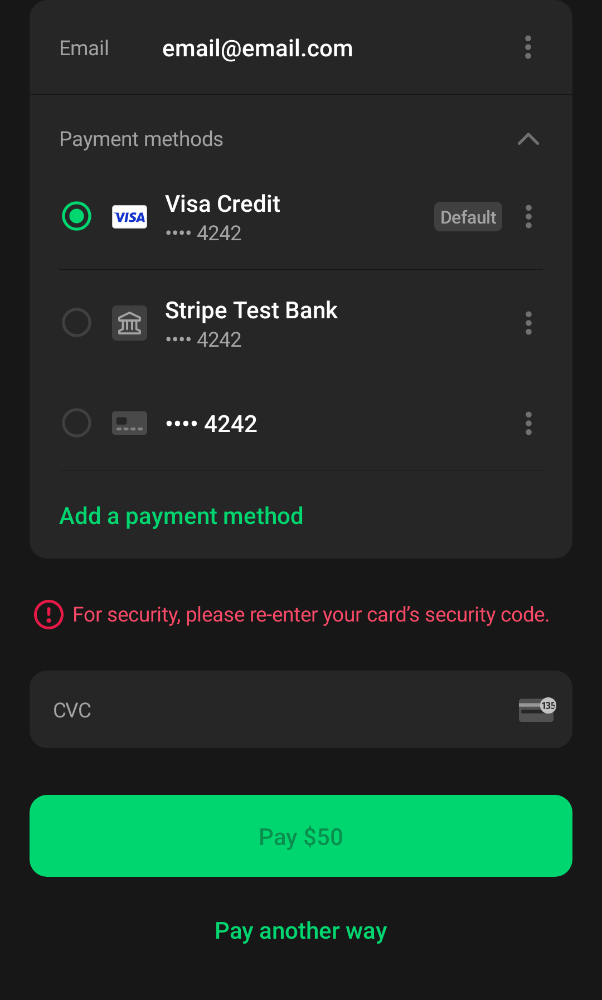 Email email@email.com
Payment methods
VISA Visa Credit Default
•••• 4242
Stripe Test Bank
•••• 4242
•••• 4242
Add a payment method
For security, please re-enter your card’s security code.
CVC 135
Pay $50
Pay another way